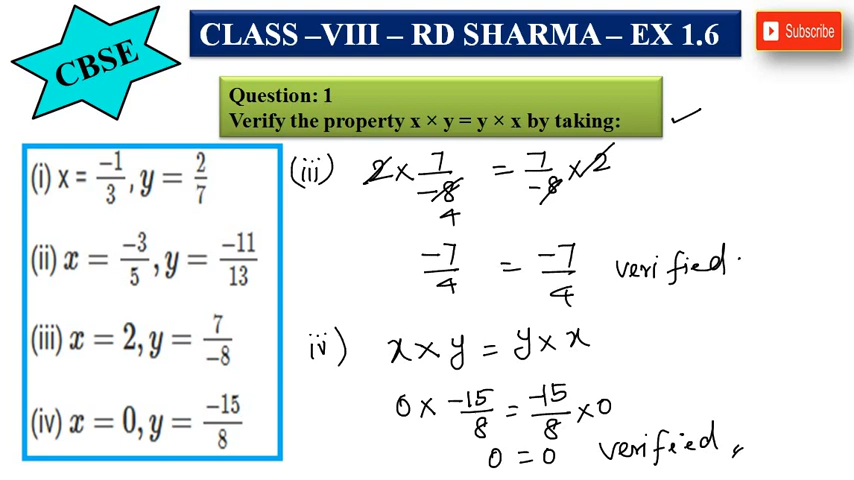 CBSE
CLASS –VIII – RD SHARMA – EX 1.6
Subscribe
Question: 1
Verify the property x × y = y × x by taking:
(i) x = -1/3, y = 2/7
(ii) x = -3/5, y = -11/13
(iii) x = 2, y = 7/-8
(iv) x = 0, y = -15/8
(iii) 2 × 7/-8 = 7/-8 × 2
4
-7/4 = -7/4 verified.
iv) x × y = y × x
0 × -15/8 = -15/8 × 0
0 = 0 verified